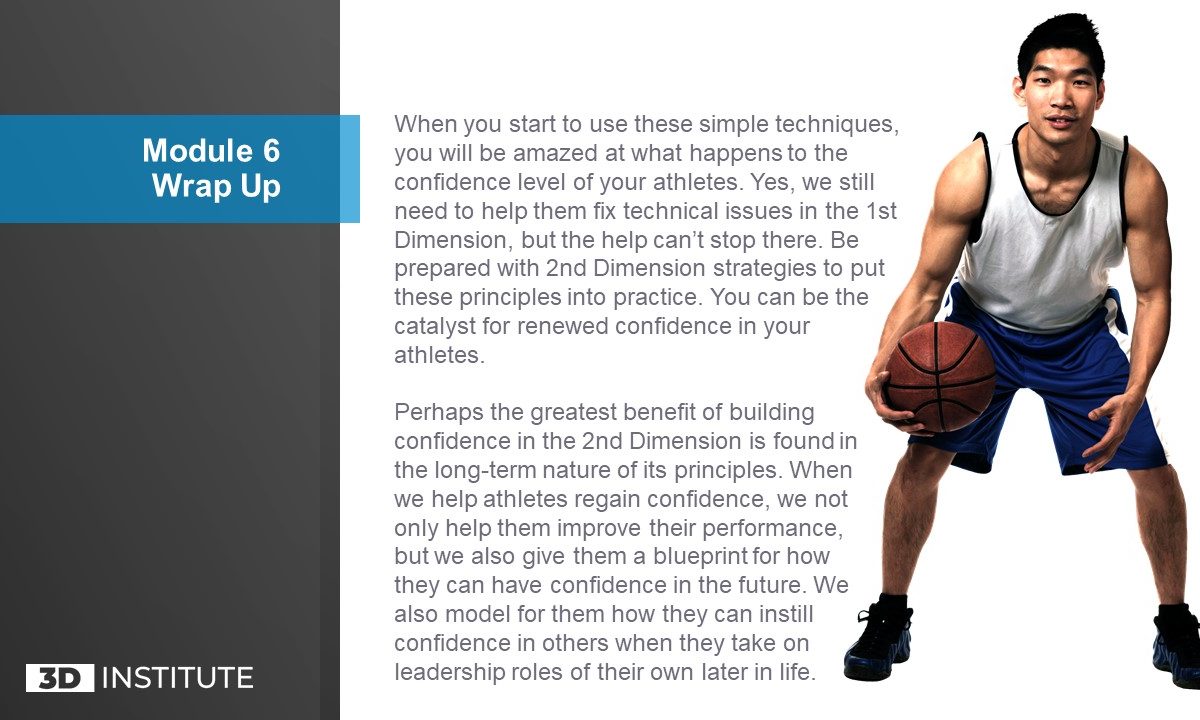 Module 6
Wrap Up
When you start to use these simple techniques,
you will be amazed at what happens to the
confidence level of your athletes. Yes, we still
need to help them fix technical issues in the 1st
Dimension, but the help can’t stop there. Be
prepared with 2nd Dimension strategies to put
these principles into practice. You can be the
catalyst for renewed confidence in your
athletes.
Perhaps the greatest benefit of building
confidence in the 2nd Dimension is found in
the long-term nature of its principles. When
we help athletes regain confidence, we not
only help them improve their performance,
but we also give them a blueprint for how
they can have confidence in the future. We
also model for them how they can instill
confidence in others when they take on
leadership roles of their own later in life.
3D INSTITUTE